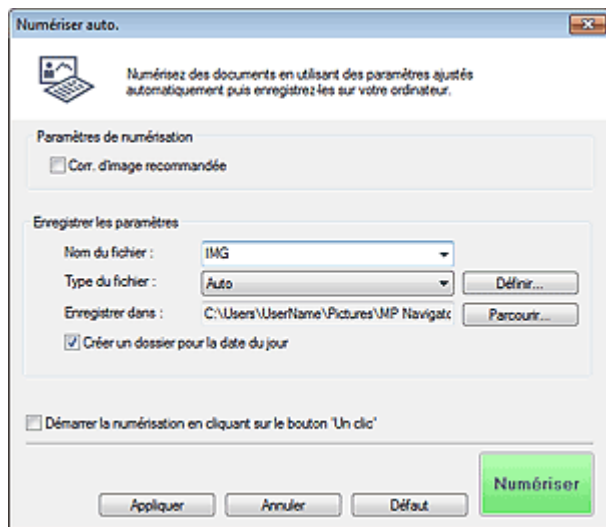 Numériser auto.
Numérisez des documents en utilisant des paramètres ajustés
automatiquement puis enregistrez-les sur votre ordinateur.
Paramètres de numérisation
Corr. d'image recommandée
Enregistrer les paramètres
Nom du fichier : IMG
Type du fichier : Auto Définir...
Enregistrer dans : C:\Users\UserName\Pictures\MP Navigatc Parcourir...
Créer un dossier pour la date du jour
Démarrer la numérisation en cliquant sur le bouton 'Un clic'
Numériser
Appliquer Annuler Défaut